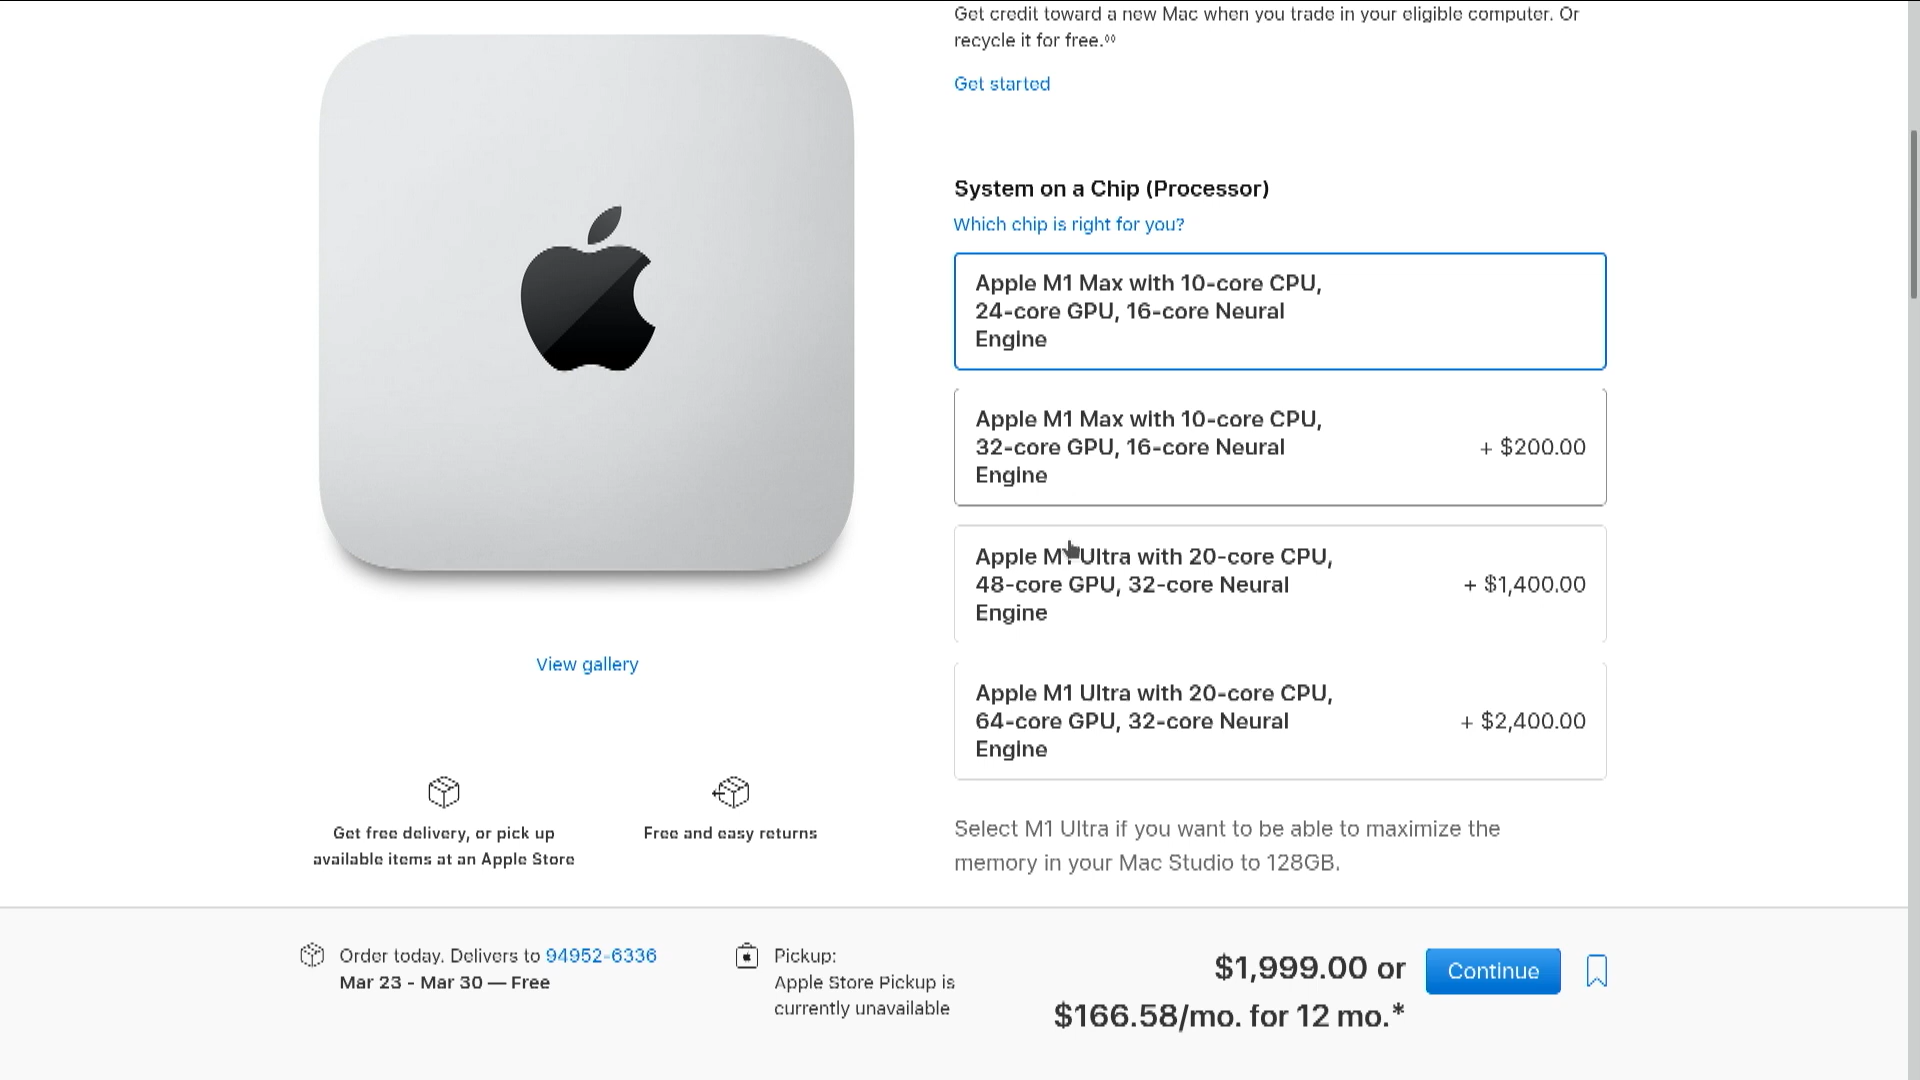 Get credit toward a new Mac when you trade in your eligible computer. Or
recycle it for free.◊◊
Get started
System on a Chip (Processor)
Which chip is right for you?
Apple M1 Max with 10-core CPU,
24-core GPU, 16-core Neural
Engine
Apple M1 Max with 10-core CPU,
32-core GPU, 16-core Neural
Engine
+ $200.00
Apple M1 Ultra with 20-core CPU,
48-core GPU, 32-core Neural
Engine
+ $1,400.00
Apple M1 Ultra with 20-core CPU,
64-core GPU, 32-core Neural
Engine
+ $2,400.00
Select M1 Ultra if you want to be able to maximize the
memory in your Mac Studio to 128GB.
View gallery
Get free delivery, or pick up
available items at an Apple Store
Free and easy returns
Order today. Delivers to 94952-6336
Mar 23 - Mar 30 — Free
Pickup:
Apple Store Pickup is
currently unavailable
$1,999.00 or
$166.58/mo. for 12 mo.*
Continue